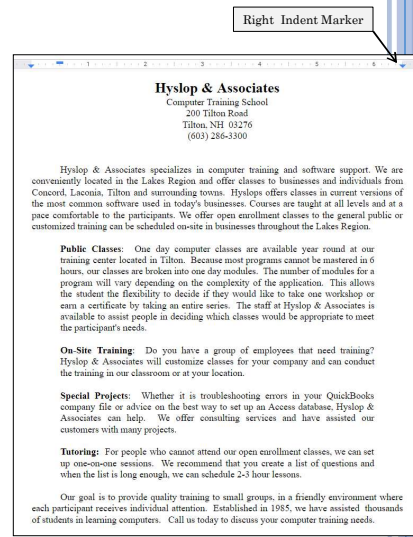 Right Indent Marker
1 2 3 4 5 6
Hyslop & Associates
Computer Training School
200 Tilton Road
Tilton, NH 03276
(603) 286-3300
Hyslop & Associates specializes in computer training and software support. We are
conveniently located in the Lakes Region and offer classes to businesses and individuals from
Concord, Laconia, Tilton and surrounding towns. Hyslops offers classes in current versions of
the most common software used in today's businesses. Courses are taught at all levels and at a
pace comfortable to the participants. We offer open enrollment classes to the general public or
customized training can be scheduled on-site in businesses throughout the Lakes Region.
Public Classes: One day computer classes are available year round at our
training center located in Tilton. Because most programs cannot be mastered in 6
hours, our classes are broken into one day modules. The number of modules for a
program will vary depending on the complexity of the application. This allows
the student the flexibility to decide if they would like to take one workshop or
earn a certificate by taking an entire series. The staff at Hyslop & Associates is
available to assist people in deciding which classes would be appropriate to meet
the participant's needs.
On-Site Training: Do you have a group of employees that need training?
Hyslop & Associates will customize classes for your company and can conduct
the training in our classroom or at your location.
Special Projects: Whether it is troubleshooting errors in your QuickBooks
company file or advice on the best way to set up an Access database, Hyslop &
Associates can help. We offer consulting services and have assisted our
customers with many projects.
Tutoring: For people who cannot attend our open enrollment classes, we can set
up one-on-one sessions. We recommend that you create a list of questions and
when the list is long enough, we can schedule 2-3 hour lessons.
Our goal is to provide quality training to small groups, in a friendly environment where
each participant receives individual attention. Established in 1985, we have assisted thousands
of students in learning computers. Call us today to discuss your computer training needs.